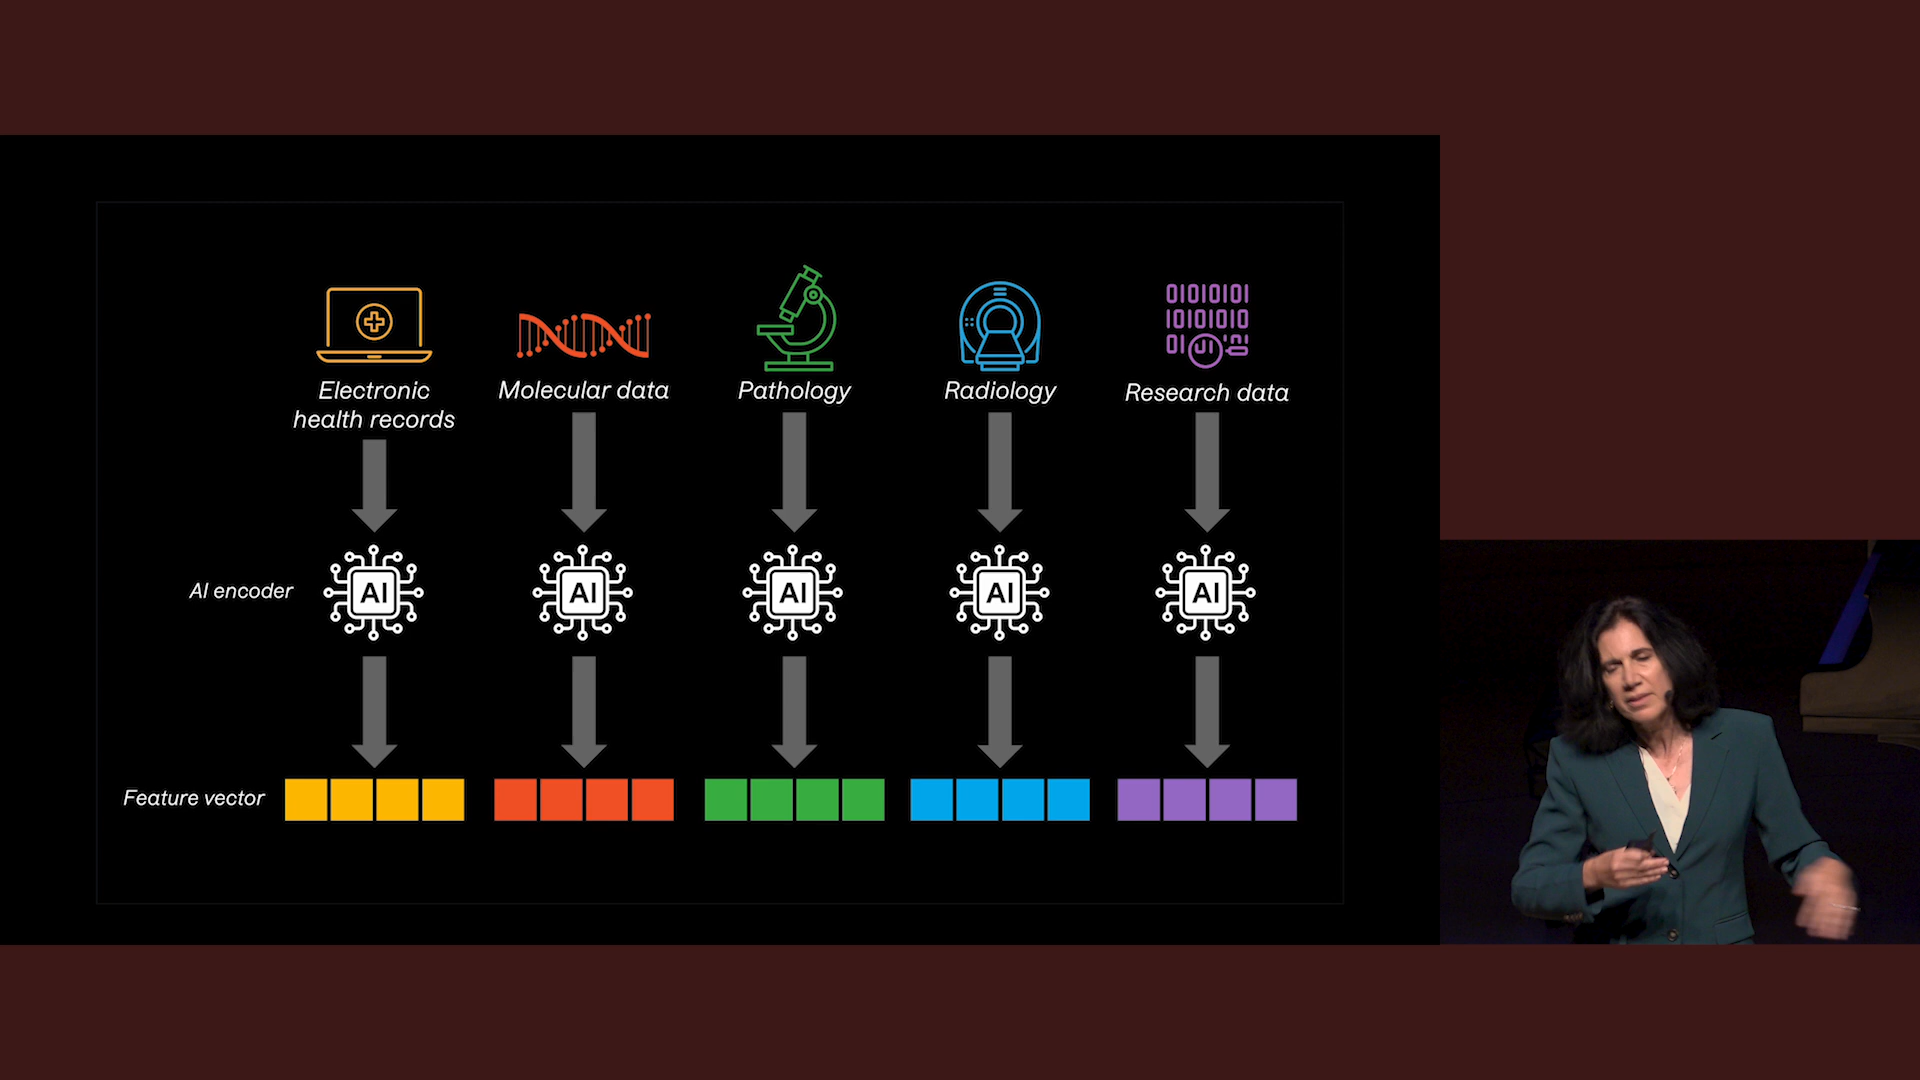 01010101
10101010
01
Electronic
health records
Molecular data
Pathology
Radiology
Research data
AI encoder
AI
AI
AI
AI
AI
Feature vector